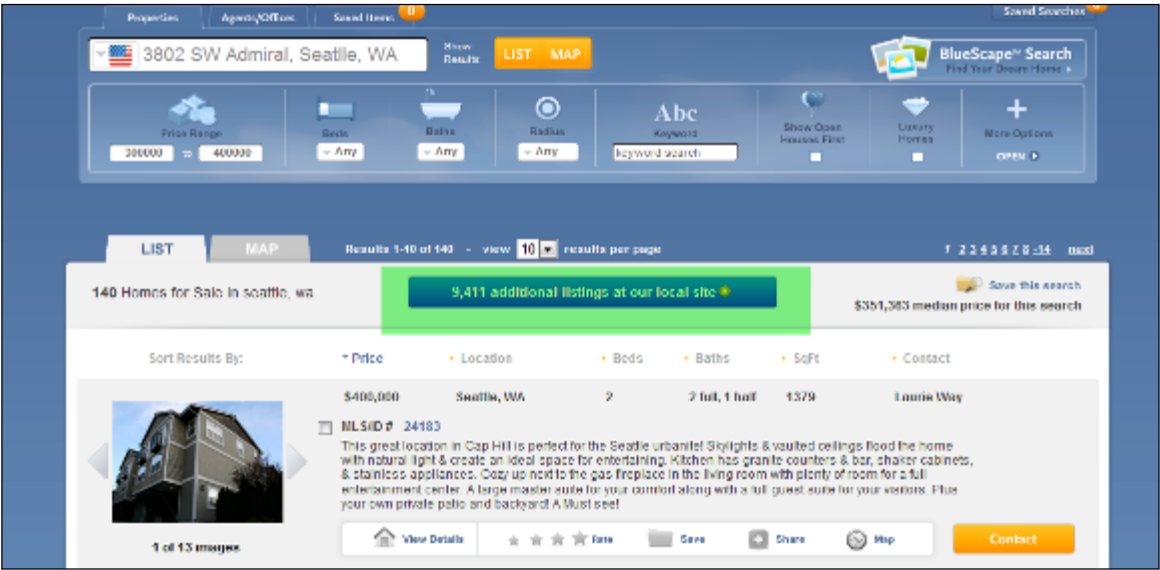 Properties Agents/Offices Saved Items 0 Saved Searches
3802 SW Admiral, Seattle, WA Show Results LIST MAP BlueScape Search
Find Your Dream Home
Price Range Beds Baths Radius Abc Keyword Show Open Houses First Luxury Homes More Options
300000 to 400000 Any Any Any keyword search OPEN
LIST MAP Results 1-10 of 140 - view 10 results per page 1 2 3 4 5 6 7 8 -14 next
140 Homes for Sale in seattle, wa 9,411 additional listings at our local site Save this search
$351,363 median price for this search
Sort Results By: Price Location Beds Baths SqFt Contact
$400,000 Seattle, WA 2 2 full, 1 half 1379 Laurie Way
MLS/ID # 24183
This great location in Cap Hill is perfect for the Seattle urbanite! Skylights & vaulted ceilings flood the home
with natural light & create an ideal space for entertaining. Kitchen has granite counters & bar, shaker cabinets,
& stainless appliances. Cozy up next to the gas fireplace in the living room with plenty of room for a full
entertainment center. A large master suite for your comfort along with a full guest suite for your visitors. Plus
your own private patio and backyard! A Must see!
1 of 13 images View Details Rate Save Share Map Contact